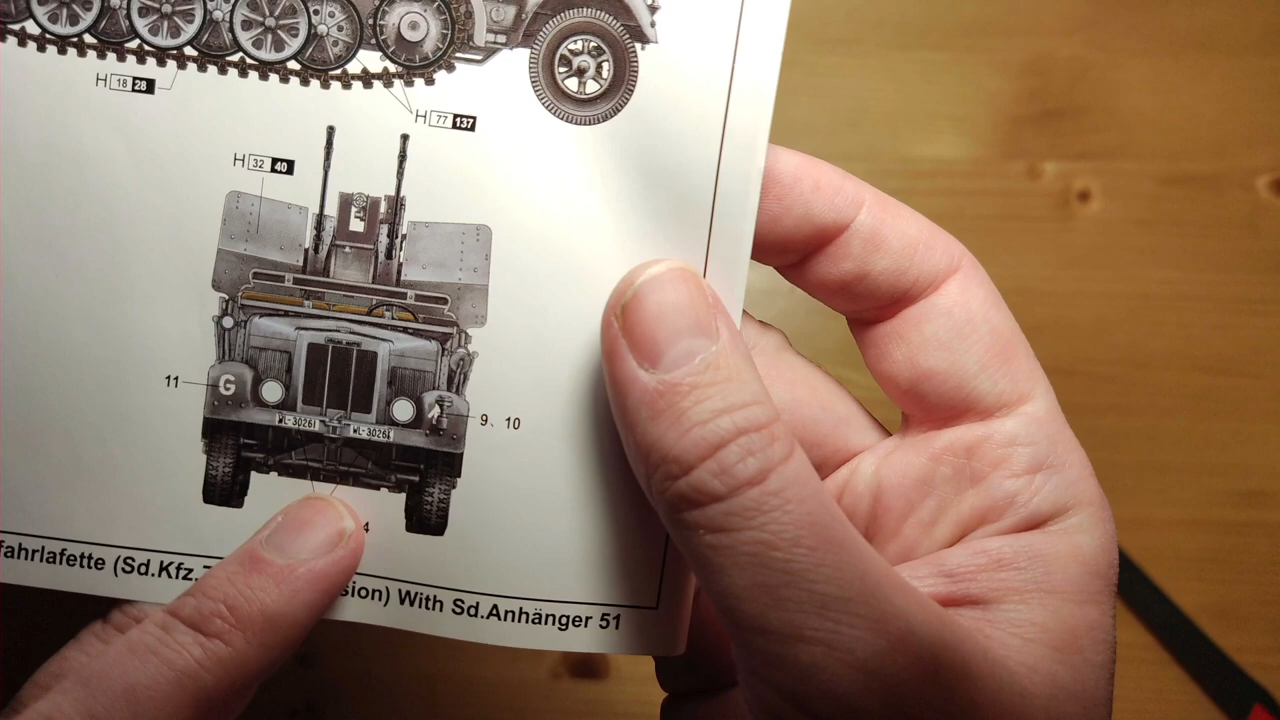 H 18 28
H 77 137
H 32 40
11
G
9、10
WL-30261 WL-30261
4
fahrlafette (Sd.Kfz. sion) With Sd.Anhänger 51